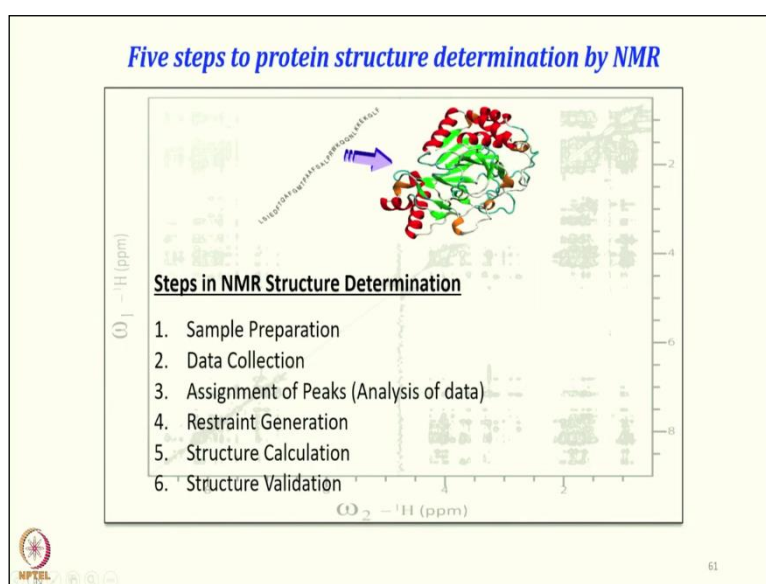 Five steps to protein structure determination by NMR
Steps in NMR Structure Determination
1. Sample Preparation
2. Data Collection
3. Assignment of Peaks (Analysis of data)
4. Restraint Generation
5. Structure Calculation
6. Structure Validation
ω1 – 1H (ppm)
2
4
6
8
4
2
ω2 – 1H (ppm)
NPTEL
61